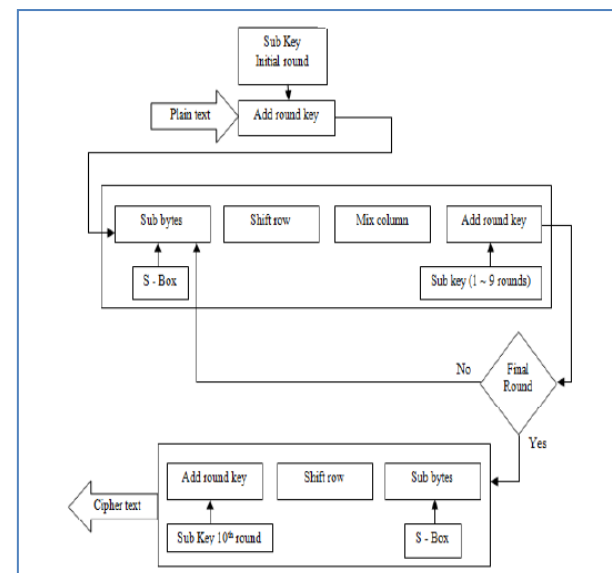 Sub Key
Initial round
Plain text
Add round key
Sub bytes
Shift row
Mix column
Add round key
S - Box
Sub key (1 ~ 9 rounds)
No
Final
Round
Yes
Add round key
Shift row
Sub bytes
Cipher text
Sub Key 10th round
S - Box